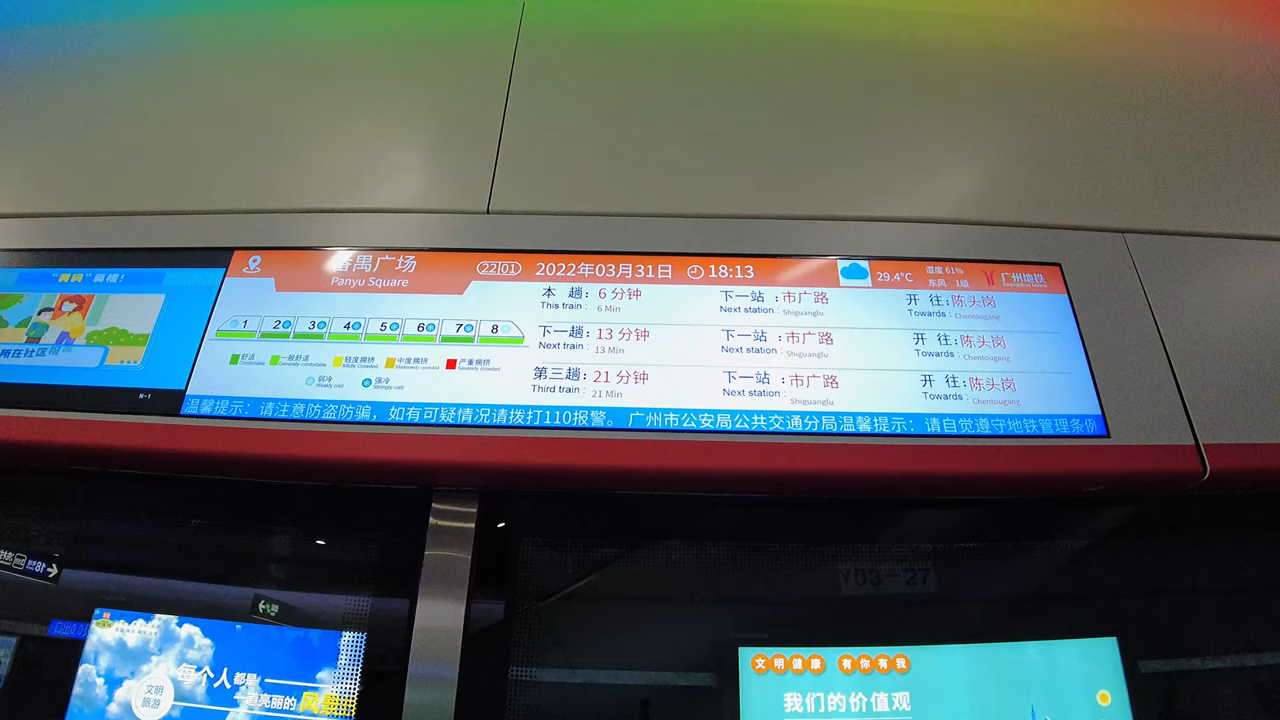 番禺广场
Panyu Square
22|01 2022年03月31日 18:13
29.4℃ 湿度 61%
东风 1级
广州地铁
Guangzhou Metro
1 2 3 4 5 6 7 8
舒适 一般舒适 轻度拥挤 中度拥挤 严重拥挤
Comfortable Generally comfortable Mildly Crowded Moderately crowded Severely crowded
弱冷 强冷
Weakly cold Strongly cold
本 趟: 6 分钟 下一站 :市广路 开 往:陈头岗
This train : 6 Min Next station : Shiguanglu Towards : Chentougang
下一趟: 13 分钟 下一站 :市广路 开 往:陈头岗
Next train : 13 Min Next station : Shiguanglu Towards : Chentougang
第三趟: 21 分钟 下一站 :市广路 开 往:陈头岗
Third train : 21 Min Next station : Shiguanglu Towards : Chentougang
温馨提示：请注意防盗防骗，如有可疑情况请拨打110报警。 广州市公安局公共交通分局温馨提示：请自觉遵守地铁管理条例
"黄码"莫慌!
所在社区报
N-1
Y03-27
文明旅游
每个人都是
一道亮丽的风景
文明健康 有你有我
我们的价值观